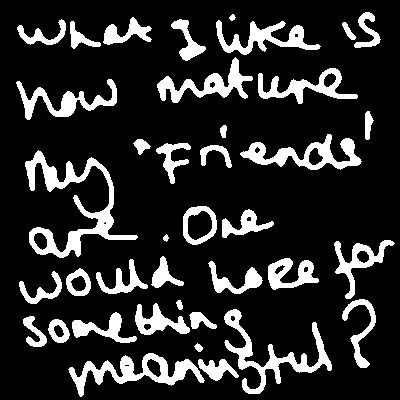 what I like is
how mature
my 'Friends'
are. One
would hope for
something
meaningful?